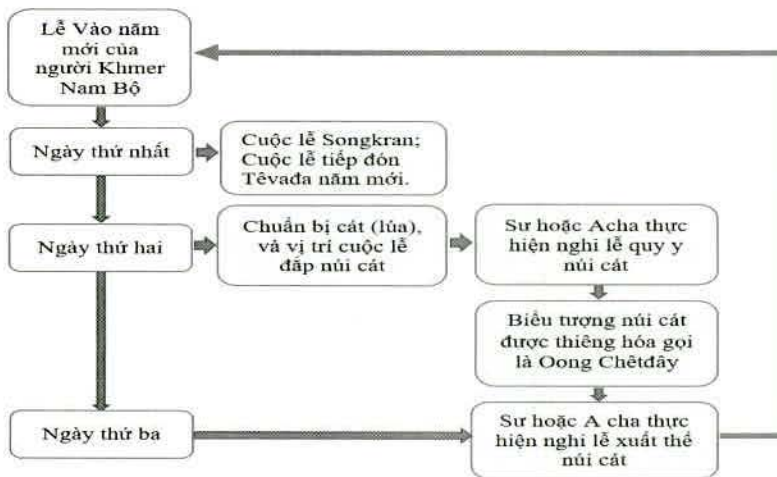 Lễ Vào năm
mới của
người Khmer
Nam Bộ
Ngày thứ nhất
Cuộc lễ Songkran;
Cuộc lễ tiếp đón
Têvađa năm mới.
Ngày thứ hai
Chuẩn bị cát (lúa),
và vị trí cuộc lễ
đắp núi cát
Sư hoặc Acha thực
hiện nghi lễ quy y
núi cát
Biểu tượng núi cát
được thiêng hóa gọi
là Oong Chêtđây
Ngày thứ ba
Sư hoặc A cha thực
hiện nghi lễ xuất thế
núi cát